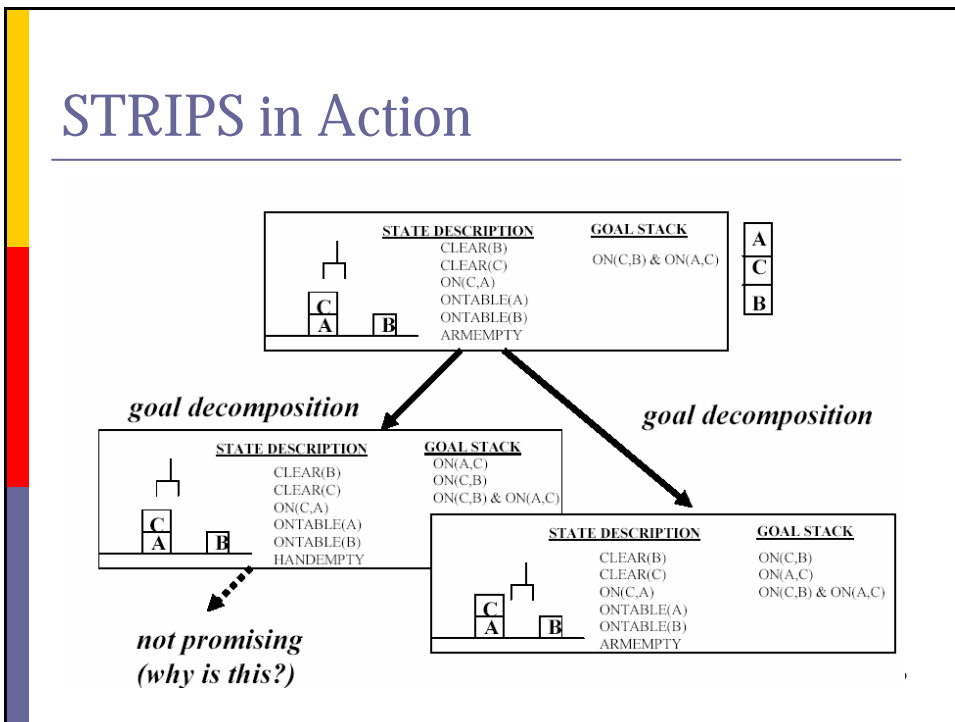 STRIPS in Action
STATE DESCRIPTION
CLEAR(B)
CLEAR(C)
ON(C,A)
ONTABLE(A)
ONTABLE(B)
ARMEMPTY
GOAL STACK
ON(C,B) & ON(A,C)
C
A
B
A
C
B
goal decomposition
goal decomposition
STATE DESCRIPTION
CLEAR(B)
CLEAR(C)
ON(C,A)
ONTABLE(A)
ONTABLE(B)
HANDEMPTY
GOAL STACK
ON(A,C)
ON(C,B)
ON(C,B) & ON(A,C)
C
A
B
STATE DESCRIPTION
CLEAR(B)
CLEAR(C)
ON(C,A)
ONTABLE(A)
ONTABLE(B)
ARMEMPTY
GOAL STACK
ON(C,B)
ON(A,C)
ON(C,B) & ON(A,C)
C
A
B
not promising
(why is this?)